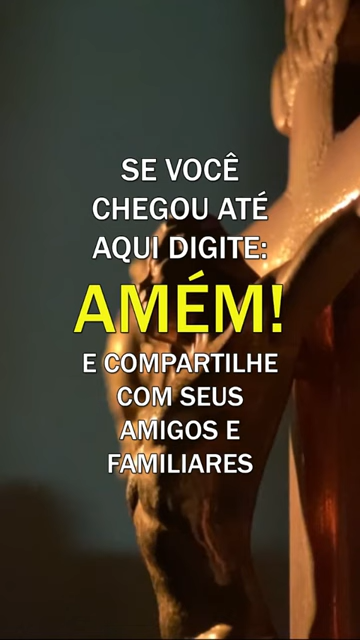 SE VOCÊ
CHEGOU ATÉ
AQUI DIGITE:
AMÉM!
E COMPARTILHE
COM SEUS
AMIGOS E
FAMILIARES